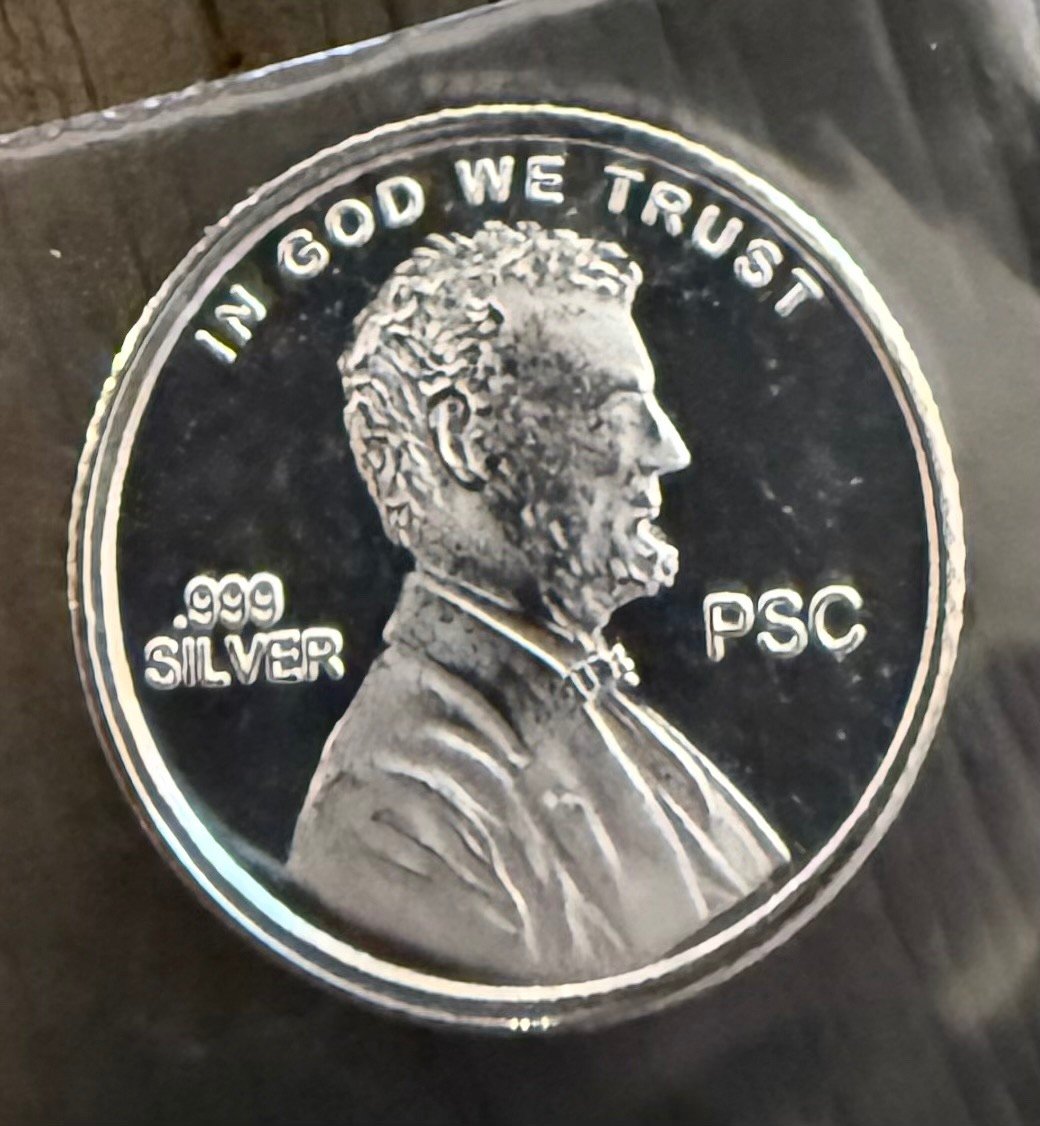 IN GOD WE TRUST
.999
SILVER
PSC